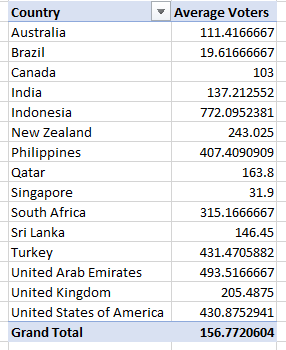 Country Average Voters
Australia 111.4166667
Brazil 19.61666667
Canada 103
India 137.212552
Indonesia 772.0952381
New Zealand 243.025
Philippines 407.4090909
Qatar 163.8
Singapore 31.9
South Africa 315.1666667
Sri Lanka 146.45
Turkey 431.4705882
United Arab Emirates 493.5166667
United Kingdom 205.4875
United States of America 430.8752941
Grand Total 156.7720604